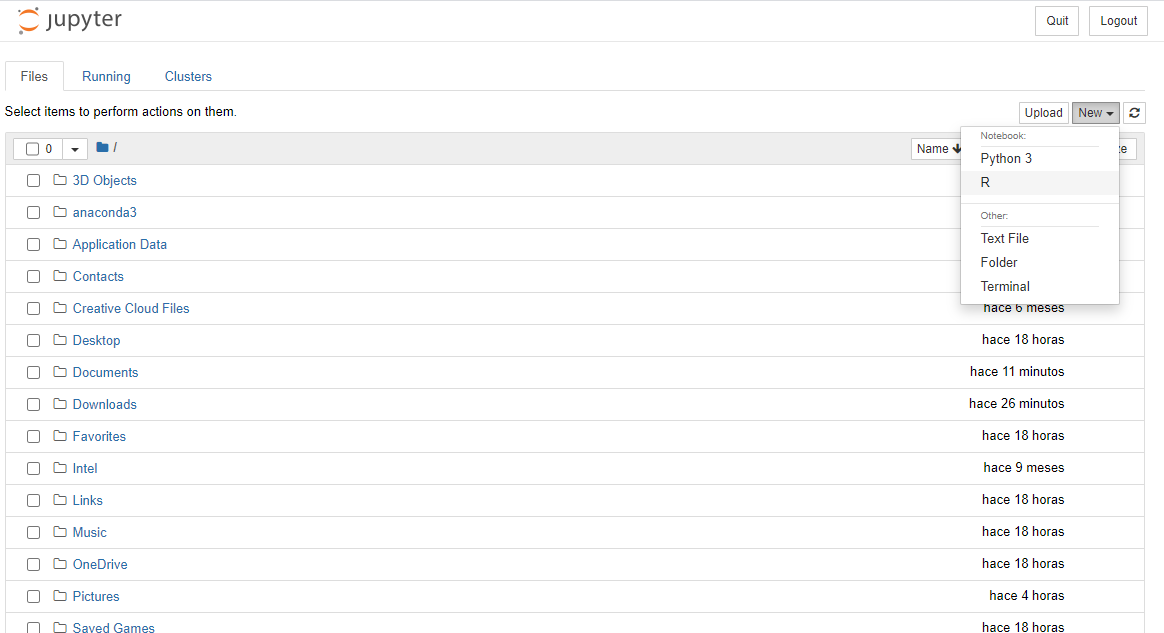 jupyter Quit Logout
Files Running Clusters
Select items to perform actions on them. Upload New
0 / Name
Notebook:
Python 3
R
Other:
Text File
Folder
Terminal
3D Objects
anaconda3
Application Data
Contacts
Creative Cloud Files hace 6 meses
Desktop hace 18 horas
Documents hace 11 minutos
Downloads hace 26 minutos
Favorites hace 18 horas
Intel hace 9 meses
Links hace 18 horas
Music hace 18 horas
OneDrive hace 18 horas
Pictures hace 4 horas
Saved Games hace 18 horas